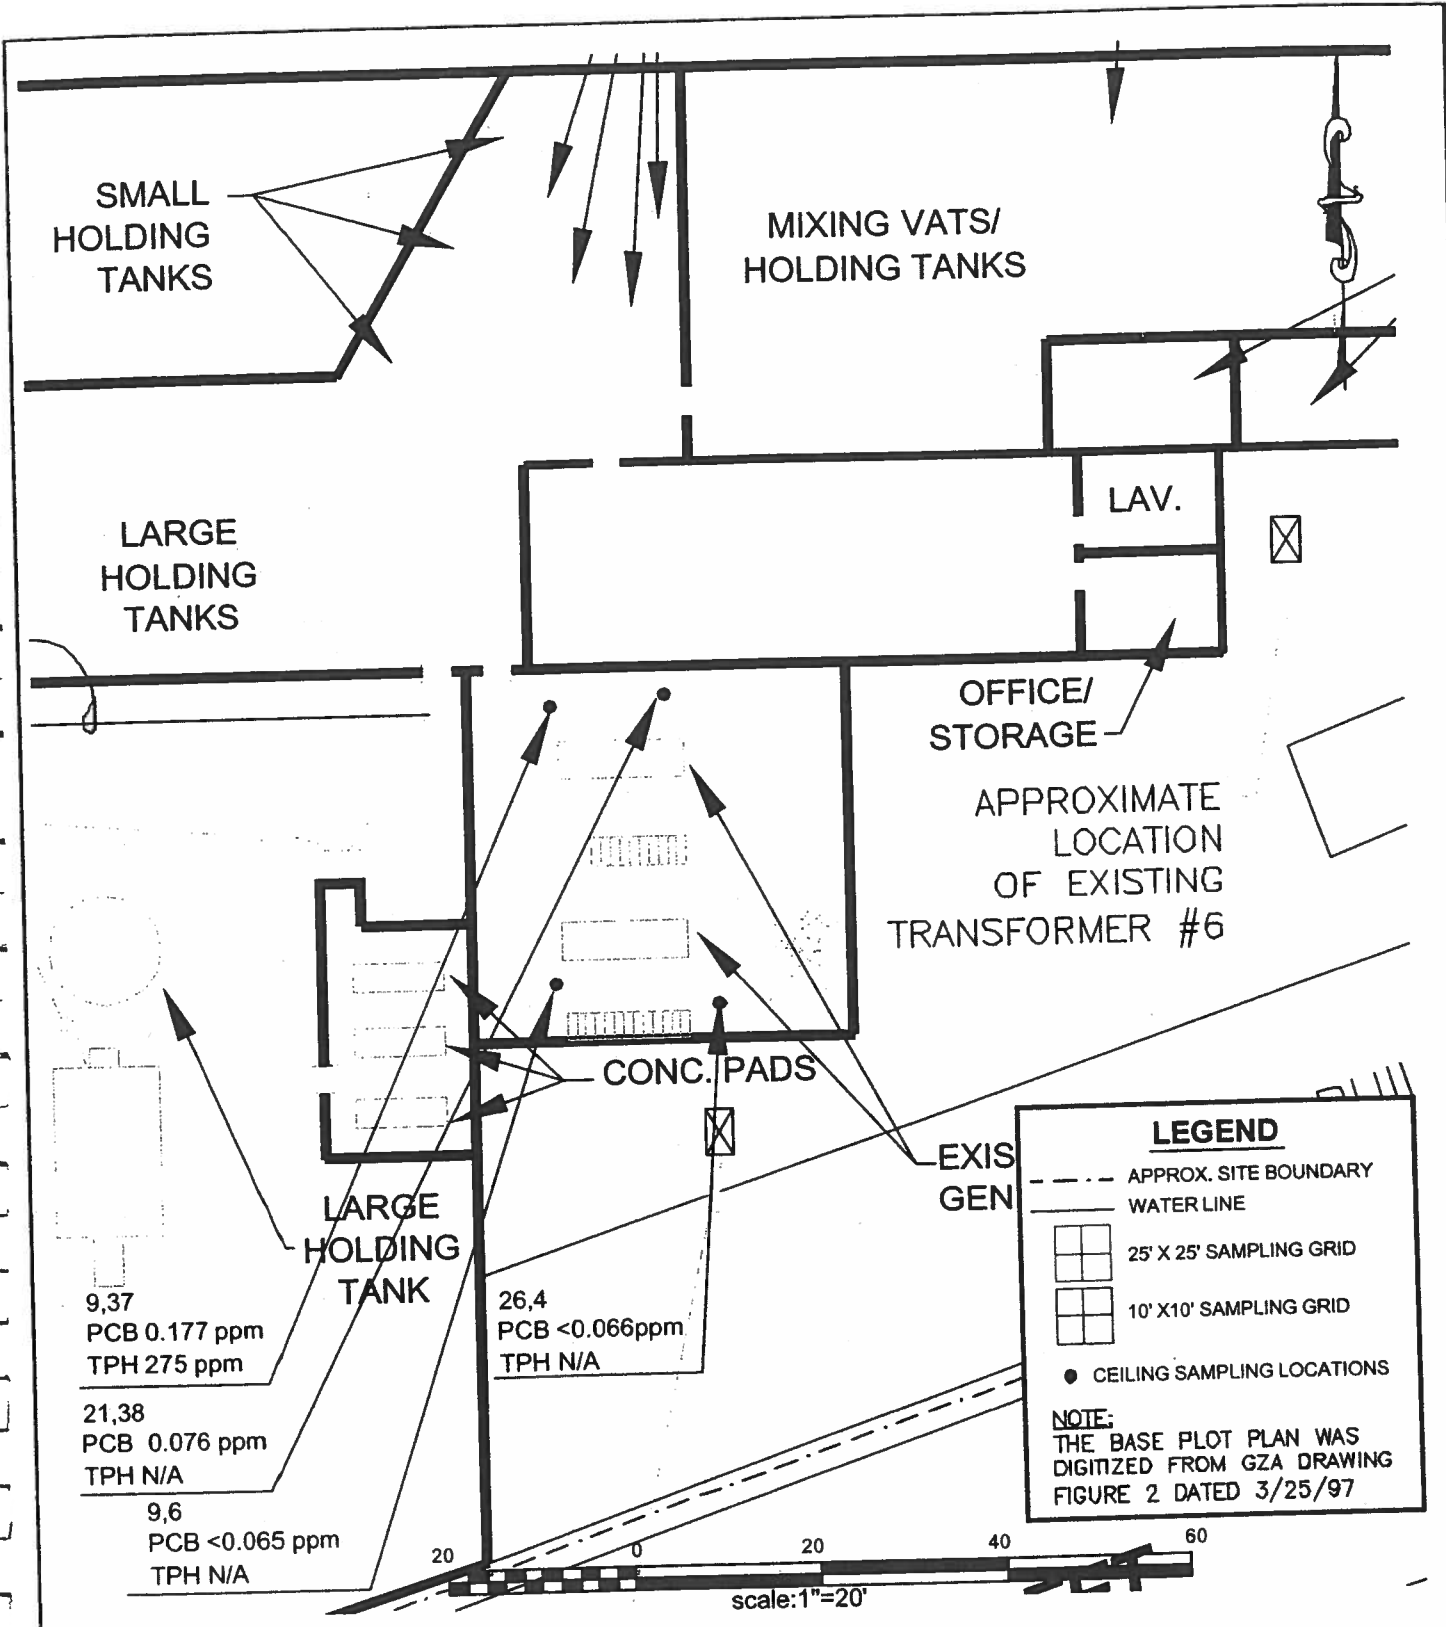 SMALL
HOLDING
TANKS
MIXING VATS/
HOLDING TANKS
LARGE
HOLDING
TANKS
LAV.
OFFICE/
STORAGE
APPROXIMATE
LOCATION
OF EXISTING
TRANSFORMER #6
CONC. PADS
EXIS
GEN
LARGE
HOLDING
TANK
9,37
PCB 0.177 ppm
TPH 275 ppm
21,38
PCB 0.076 ppm
TPH N/A
9,6
PCB <0.065 ppm
TPH N/A
26,4
PCB <0.066ppm
TPH N/A
LEGEND
APPROX. SITE BOUNDARY
WATER LINE
25' X 25' SAMPLING GRID
10' X10' SAMPLING GRID
CEILING SAMPLING LOCATIONS
NOTE:
THE BASE PLOT PLAN WAS
DIGITIZED FROM GZA DRAWING
FIGURE 2 DATED 3/25/97
20 0 20 40 60
scale:1"=20'